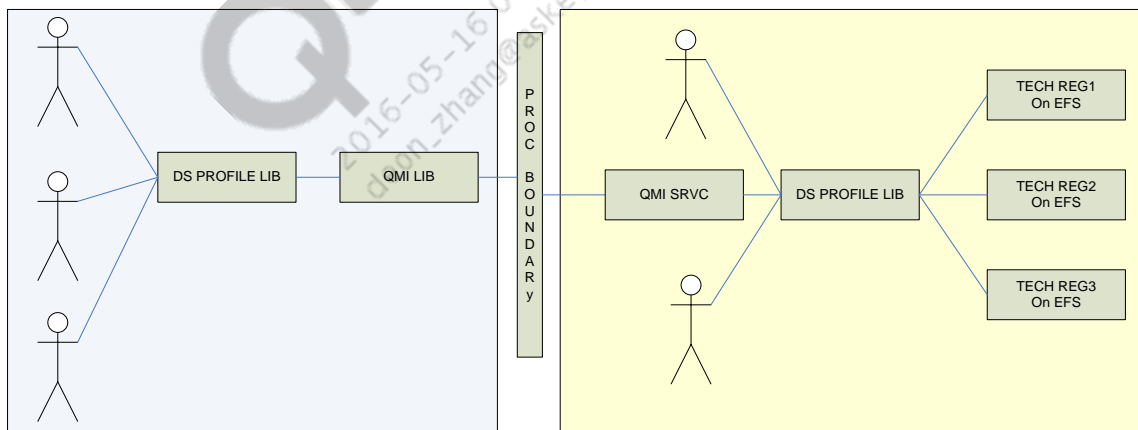 2016-05-16 0
DS PROFILE LIB
QMI LIB
P
R
O
C
B
O
U
N
D
A
R
y
QMI SRVC
DS PROFILE LIB
TECH REG1
On EFS
TECH REG2
On EFS
TECH REG3
On EFS